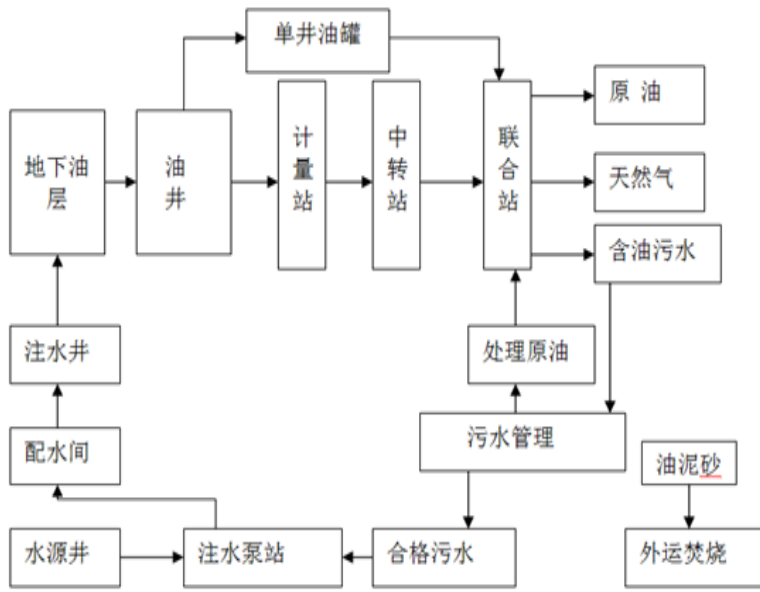 单井油罐
原 油
地下油
层
油
井
计
量
站
中
转
站
联
合
站
天然气
含油污水
注水井
处理原油
配水间
污水管理
油泥砂
水源井
注水泵站
合格污水
外运焚烧